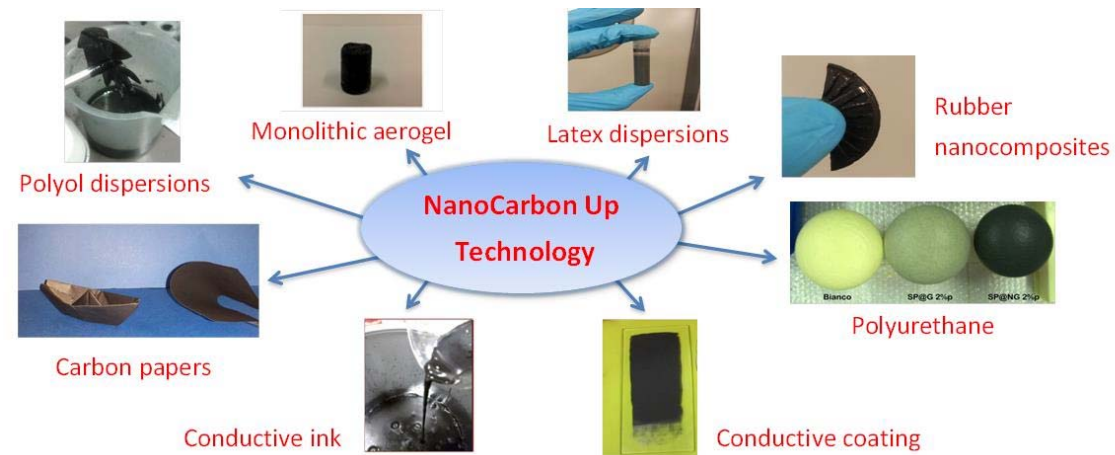 Monolithic aerogel
Latex dispersions
Rubber
nanocomposites
Polyol dispersions
NanoCarbon Up
Technology
Bianco
SP@G 2%p
SP@NG 2%p
Polyurethane
Carbon papers
Conductive ink
Conductive coating